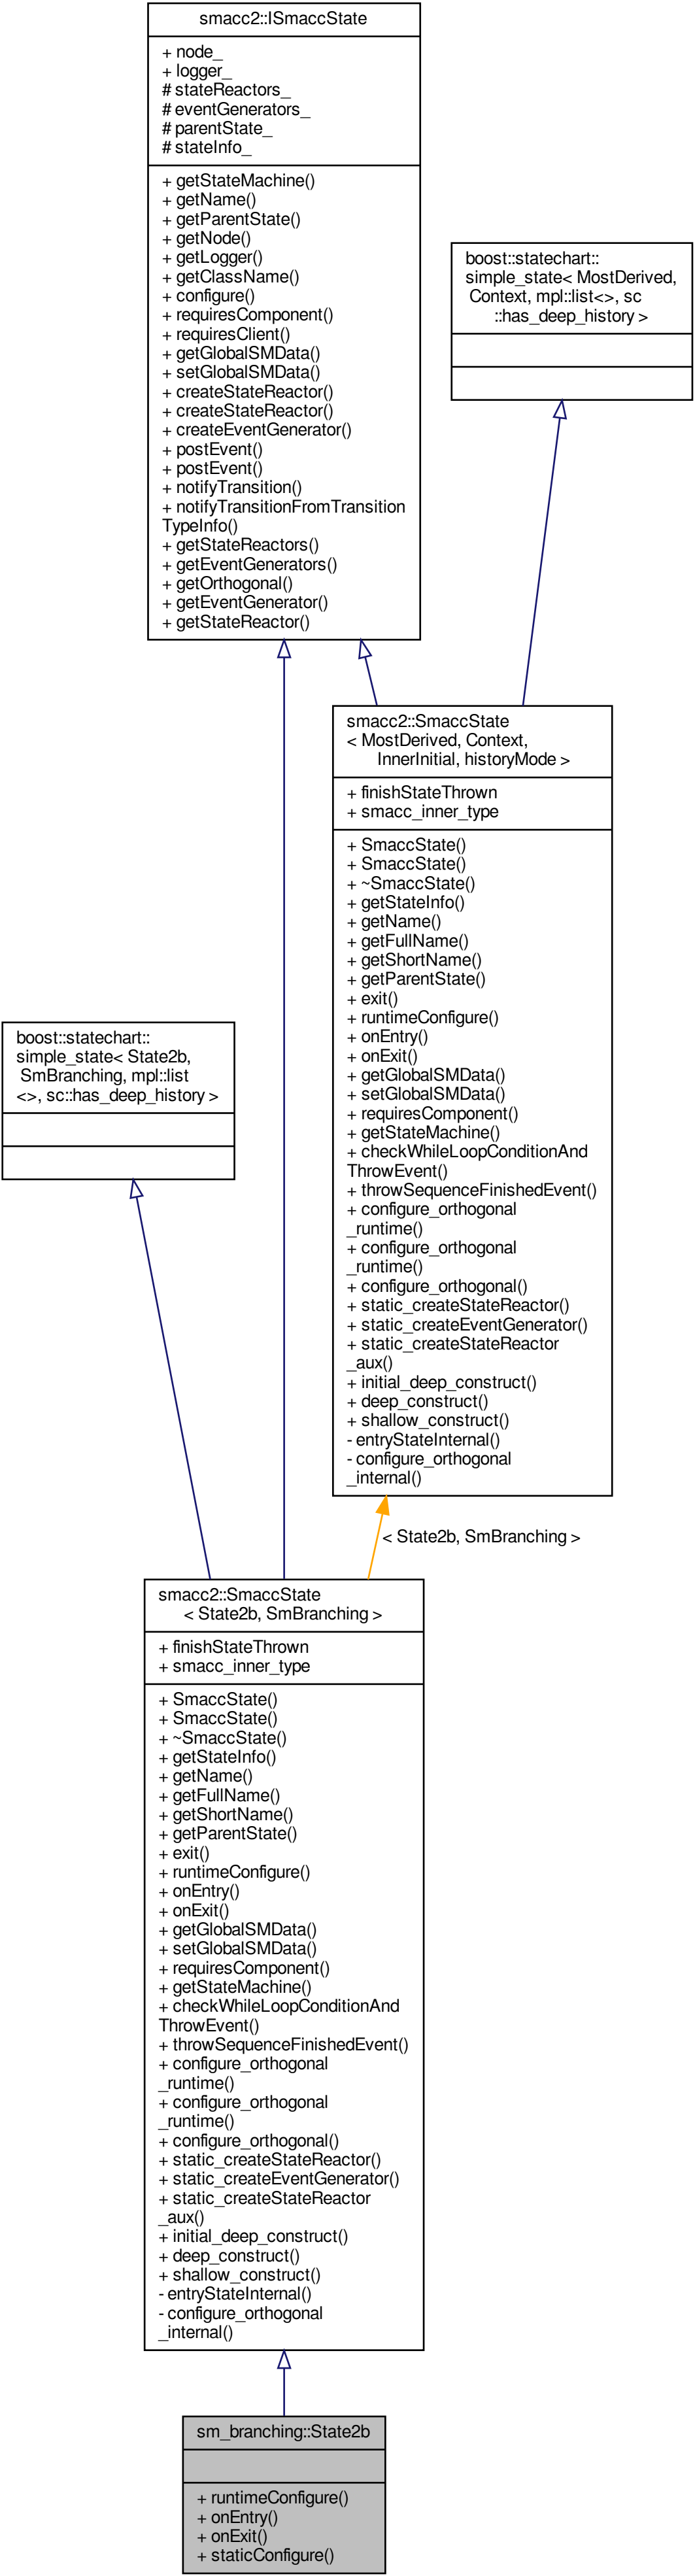 smacc2::ISmaccState
+ node_
+ logger_
# stateReactors_
# eventGenerators_
# parentState_
# stateInfo_
+ getStateMachine()
+ getName()
+ getParentState()
+ getNode()
+ getLogger()
+ getClassName()
+ configure()
+ requiresComponent()
+ requiresClient()
+ getGlobalSMData()
+ setGlobalSMData()
+ createStateReactor()
+ createStateReactor()
+ createEventGenerator()
+ postEvent()
+ postEvent()
+ notifyTransition()
+ notifyTransitionFromTransition
TypeInfo()
+ getStateReactors()
+ getEventGenerators()
+ getOrthogonal()
+ getEventGenerator()
+ getStateReactor()
boost::statechart::
simple_state< MostDerived,
Context, mpl::list<>, sc
::has_deep_history >
smacc2::SmaccState
< MostDerived, Context,
InnerInitial, historyMode >
+ finishStateThrown
+ smacc_inner_type
+ SmaccState()
+ SmaccState()
+ ~SmaccState()
+ getStateInfo()
+ getName()
+ getFullName()
+ getShortName()
+ getParentState()
+ exit()
+ runtimeConfigure()
+ onEntry()
+ onExit()
+ getGlobalSMData()
+ setGlobalSMData()
+ requiresComponent()
+ getStateMachine()
+ checkWhileLoopConditionAnd
ThrowEvent()
+ throwSequenceFinishedEvent()
+ configure_orthogonal
_runtime()
+ configure_orthogonal
_runtime()
+ configure_orthogonal()
+ static_createStateReactor()
+ static_createEventGenerator()
+ static_createStateReactor
_aux()
+ initial_deep_construct()
+ deep_construct()
+ shallow_construct()
- entryStateInternal()
- configure_orthogonal
_internal()
boost::statechart::
simple_state< State2b,
SmBranching, mpl::list
<>, sc::has_deep_history >
< State2b, SmBranching >
smacc2::SmaccState
< State2b, SmBranching >
+ finishStateThrown
+ smacc_inner_type
+ SmaccState()
+ SmaccState()
+ ~SmaccState()
+ getStateInfo()
+ getName()
+ getFullName()
+ getShortName()
+ getParentState()
+ exit()
+ runtimeConfigure()
+ onEntry()
+ onExit()
+ getGlobalSMData()
+ setGlobalSMData()
+ requiresComponent()
+ getStateMachine()
+ checkWhileLoopConditionAnd
ThrowEvent()
+ throwSequenceFinishedEvent()
+ configure_orthogonal
_runtime()
+ configure_orthogonal
_runtime()
+ configure_orthogonal()
+ static_createStateReactor()
+ static_createEventGenerator()
+ static_createStateReactor
_aux()
+ initial_deep_construct()
+ deep_construct()
+ shallow_construct()
- entryStateInternal()
- configure_orthogonal
_internal()
sm_branching::State2b
+ runtimeConfigure()
+ onEntry()
+ onExit()
+ staticConfigure()